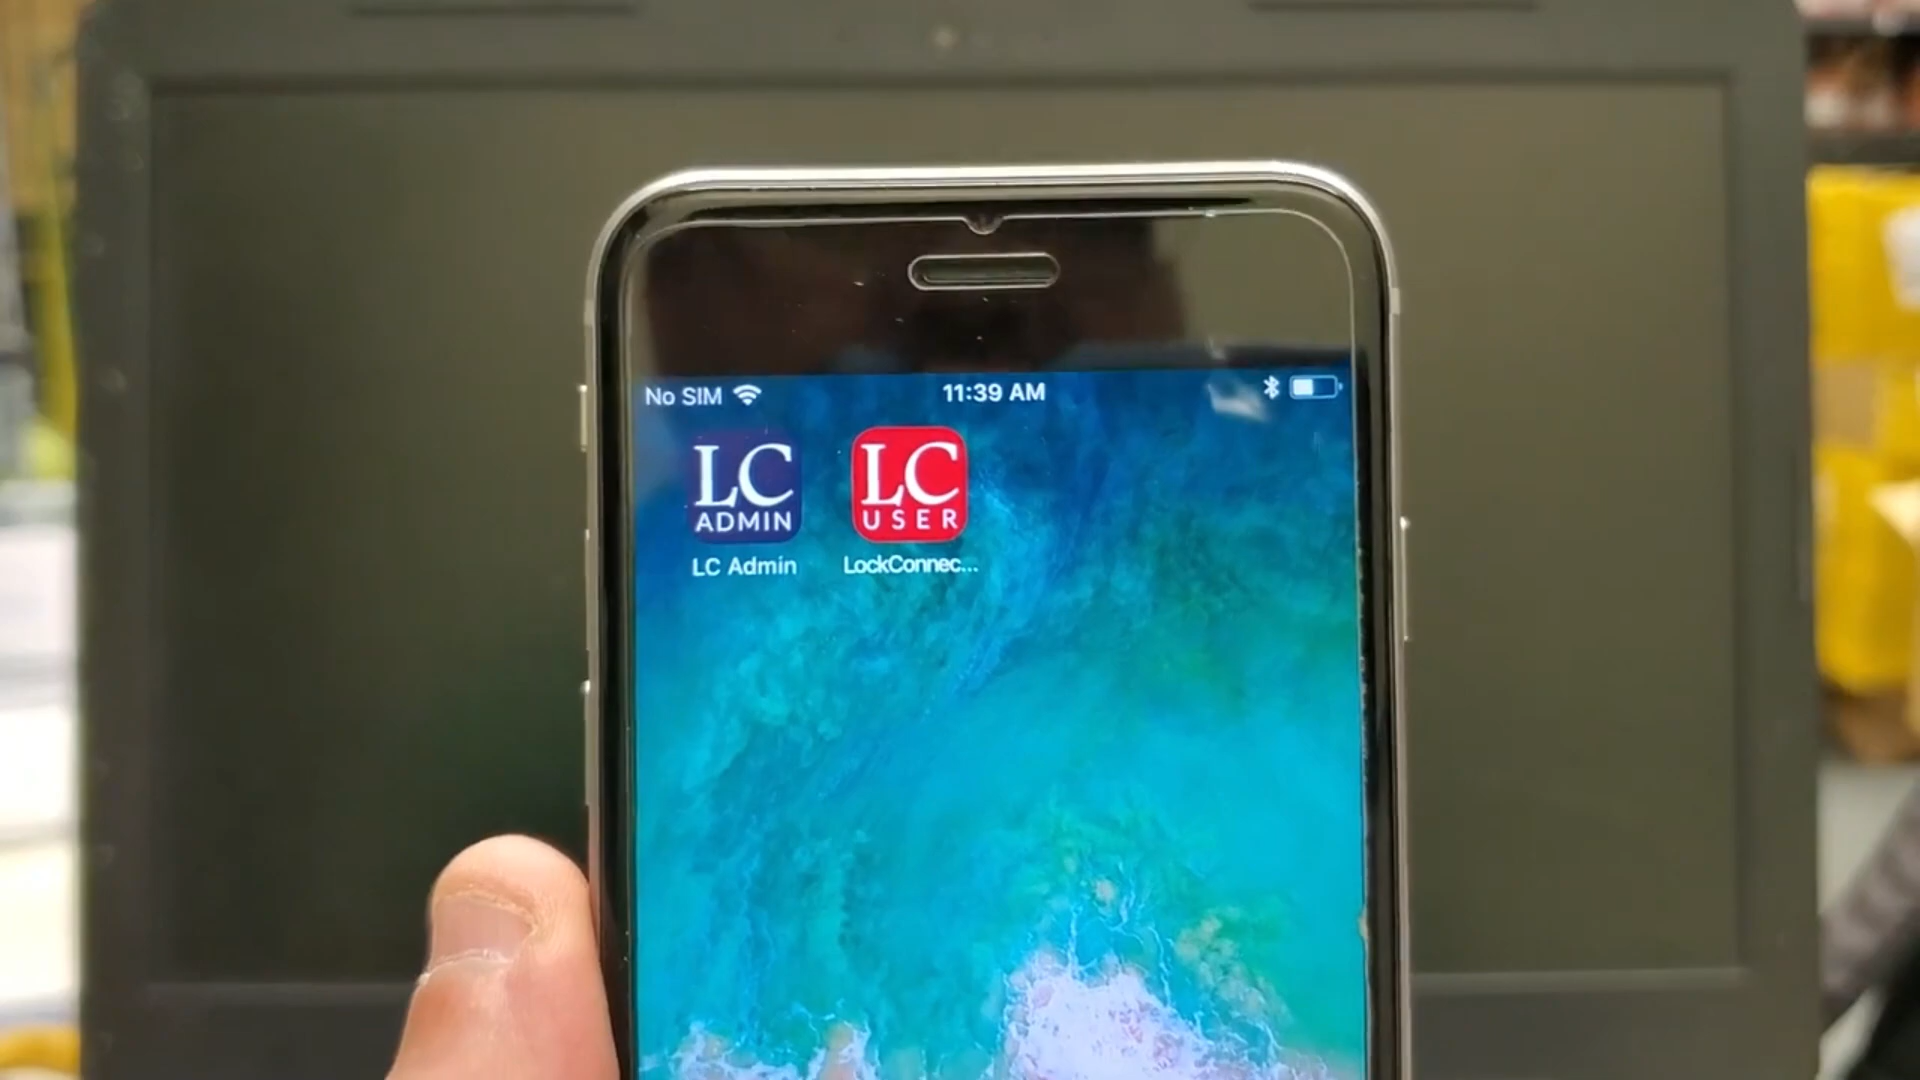 No SIM 11:39 AM
LC ADMIN
LC USER
LC Admin LockConnec...